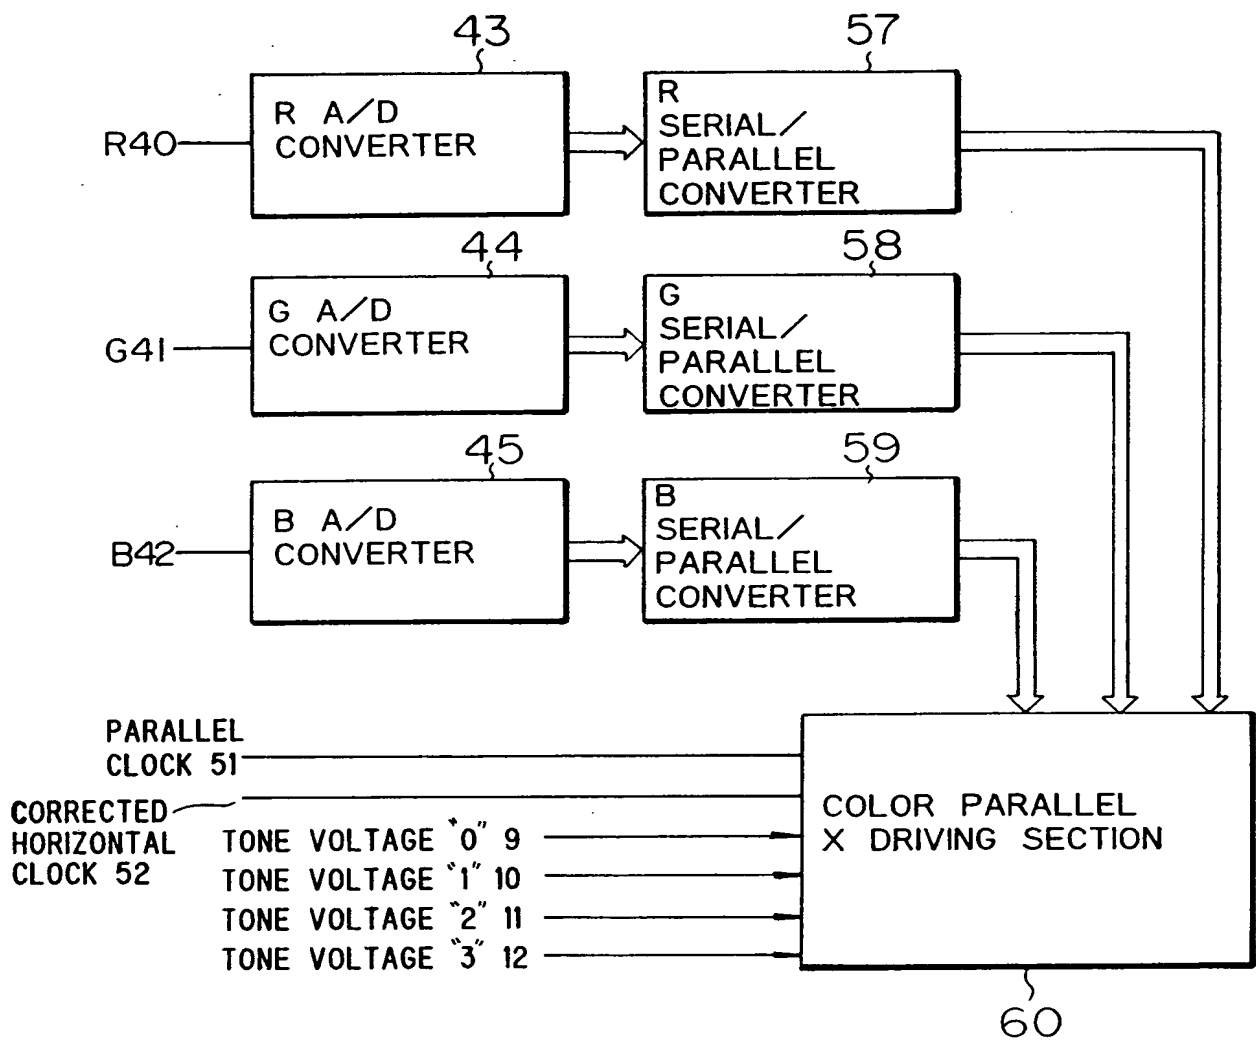 43
57
R A/D
CONVERTER
R
SERIAL/
PARALLEL
CONVERTER
R40
44
58
G A/D
CONVERTER
G
SERIAL/
PARALLEL
CONVERTER
G41
45
59
B A/D
CONVERTER
B
SERIAL/
PARALLEL
CONVERTER
B42
PARALLEL
CLOCK 51
CORRECTED
HORIZONTAL
CLOCK 52
TONE VOLTAGE "0" 9
TONE VOLTAGE "1" 10
TONE VOLTAGE "2" 11
TONE VOLTAGE "3" 12
COLOR PARALLEL
X DRIVING SECTION
60